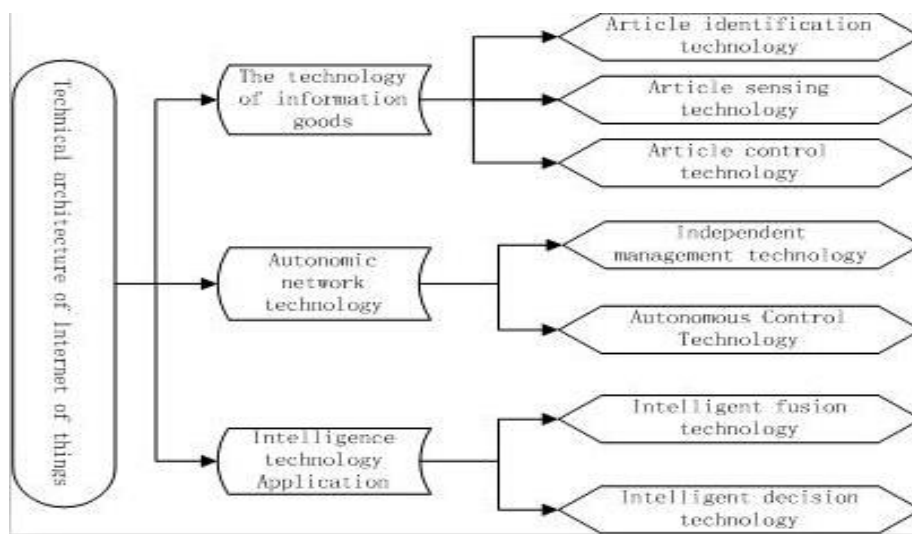 Technical architecture of Internet of things
The technology
of information
goods
Article identification
technology
Article sensing
technology
Article control
technology
Autonomic
network
technology
Independent
management technology
Autonomous Control
Technology
Intelligence
technology
Application
Intelligent fusion
technology
Intelligent decision
technology